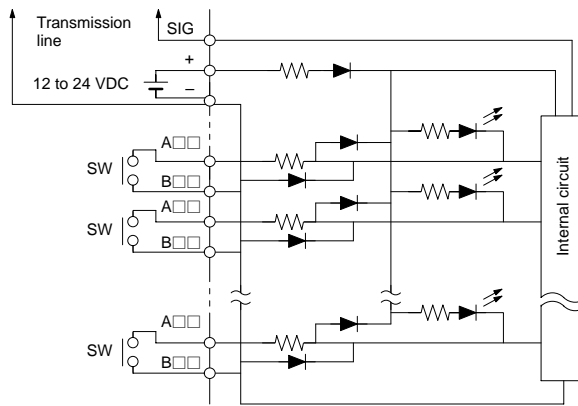 Transmission
line
SIG
+
12 to 24 VDC
–
A□□
SW
B□□
A□□
SW
B□□
A□□
SW
B□□
Internal circuit